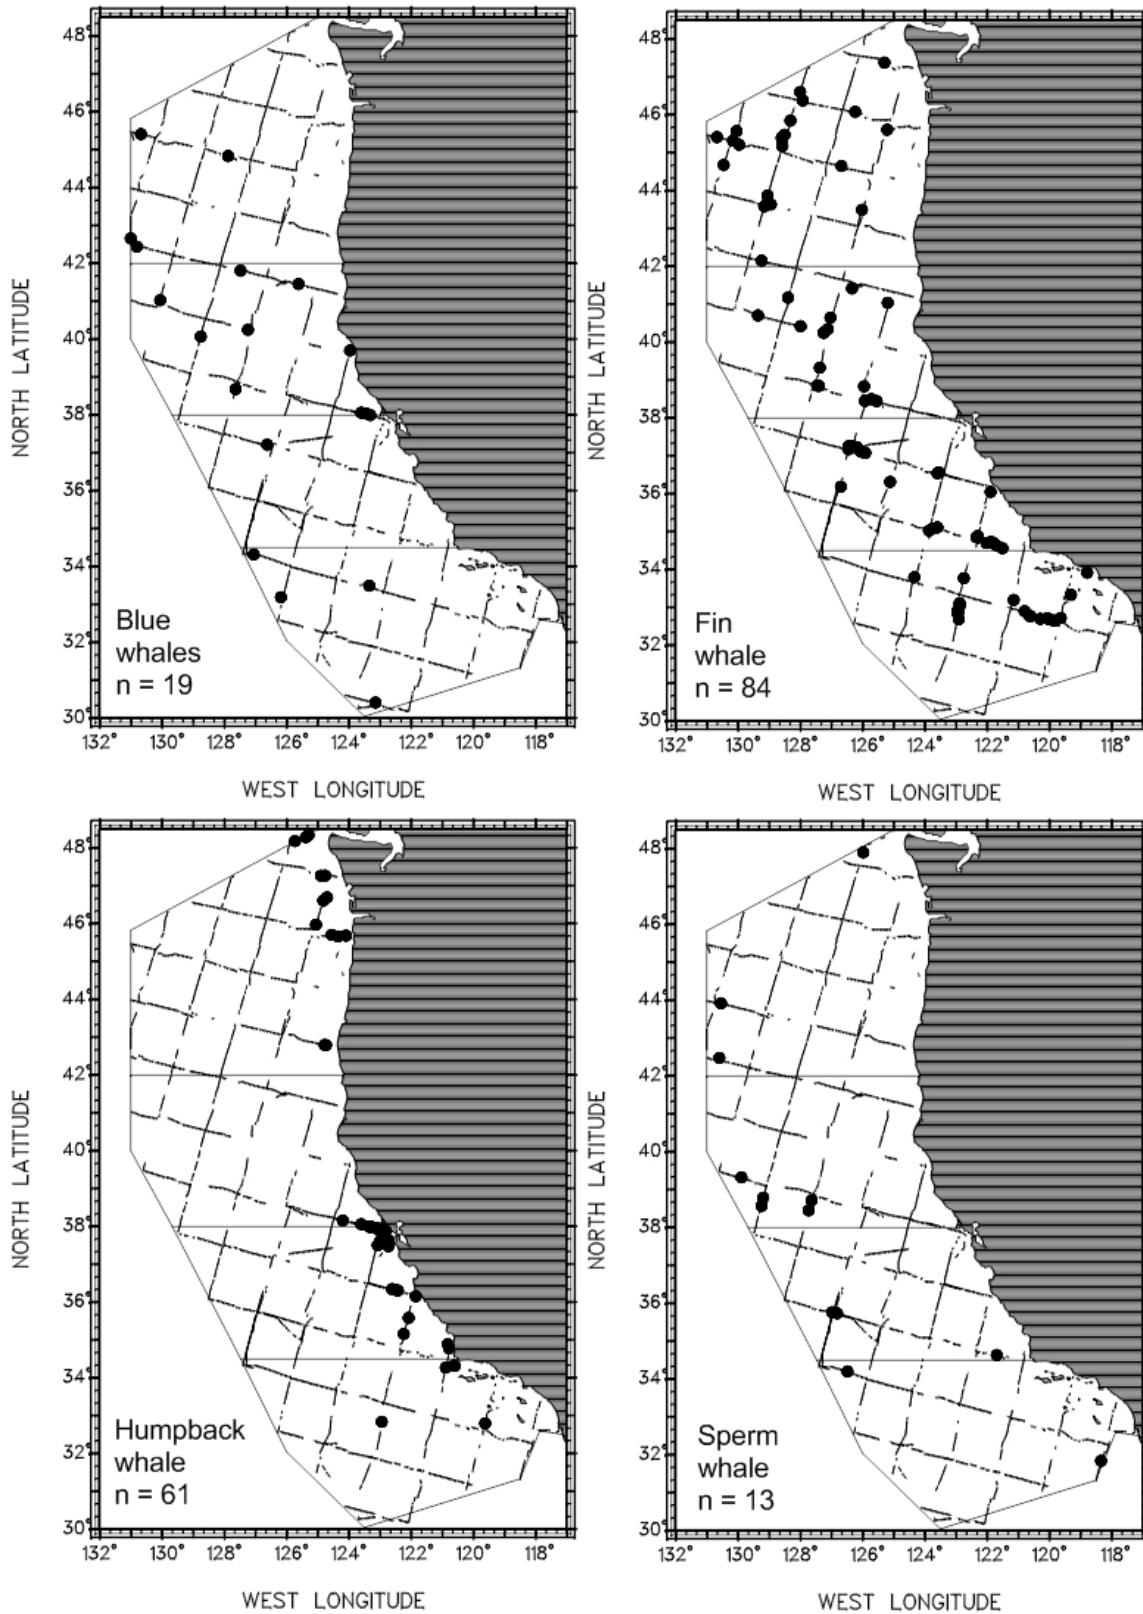 48°
46°
44°
42°
40°
38°
36°
34°
32°
30°
NORTH LATITUDE
Blue
whales
n = 19
132° 130° 128° 126° 124° 122° 120° 118°
WEST LONGITUDE
48°
46°
44°
42°
40°
38°
36°
34°
32°
30°
NORTH LATITUDE
Fin
whale
n = 84
132° 130° 128° 126° 124° 122° 120° 118°
WEST LONGITUDE
48°
46°
44°
42°
40°
38°
36°
34°
32°
30°
NORTH LATITUDE
Humpback
whale
n = 61
132° 130° 128° 126° 124° 122° 120° 118°
WEST LONGITUDE
48°
46°
44°
42°
40°
38°
36°
34°
32°
30°
NORTH LATITUDE
Sperm
whale
n = 13
132° 130° 128° 126° 124° 122° 120° 118°
WEST LONGITUDE